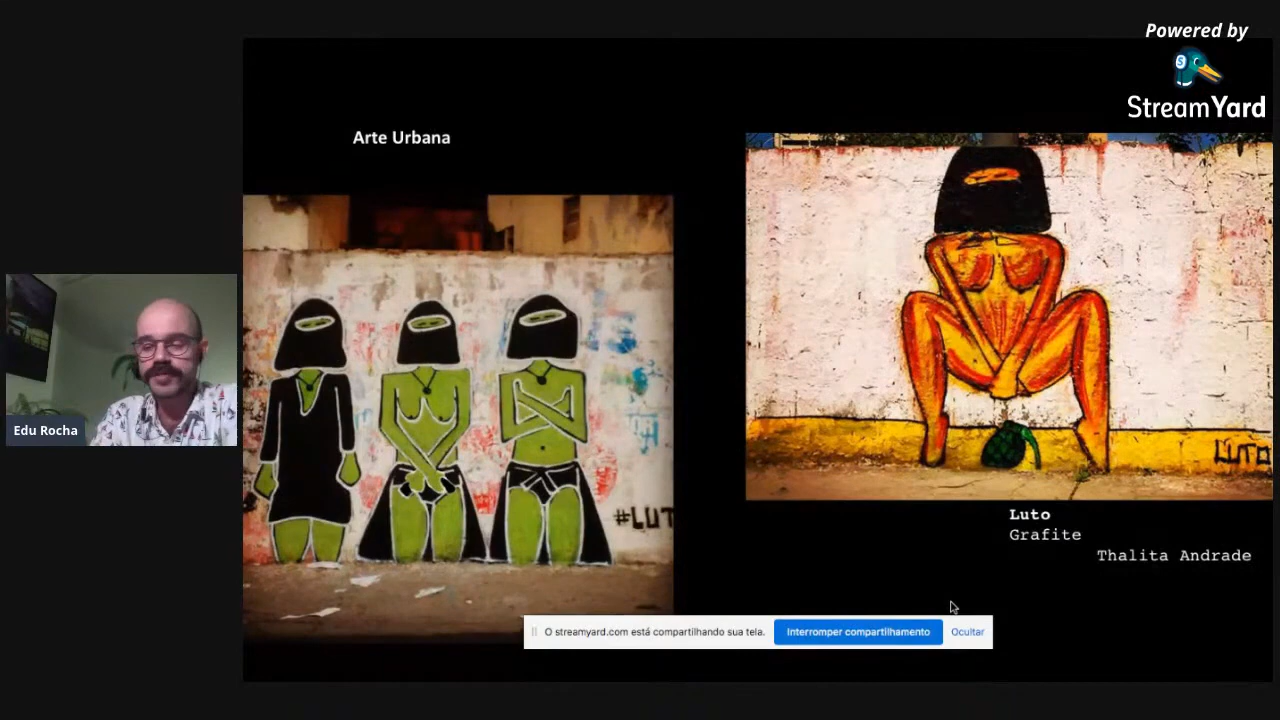 Powered by
StreamYard
Arte Urbana
Edu Rocha
#LUT
LUTO
Luto
Grafite
Thalita Andrade
O streamyard.com está compartilhando sua tela.
Interromper compartilhamento
Ocultar